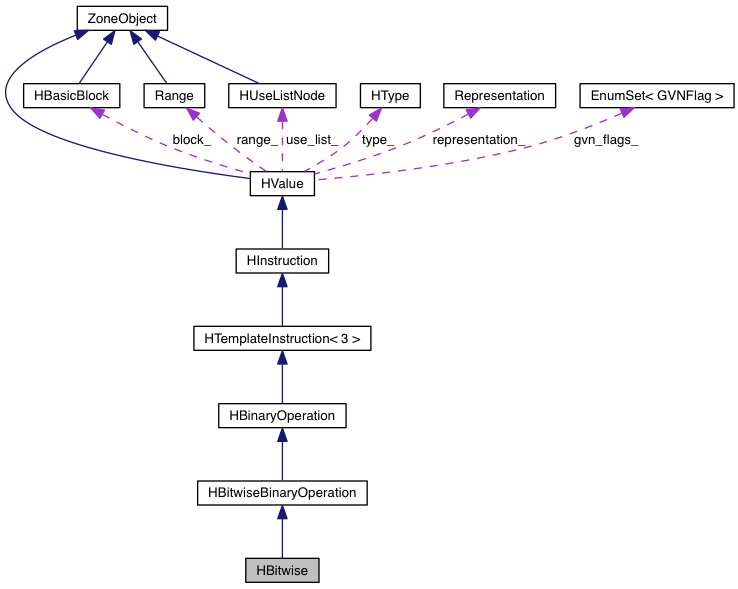 ZoneObject
HBasicBlock
Range
HUseListNode
HType
Representation
EnumSet< GVNFlag >
block_
range_
use_list_
type_
representation_
gvn_flags_
HValue
HInstruction
HTemplateInstruction< 3 >
HBinaryOperation
HBitwiseBinaryOperation
HBitwise